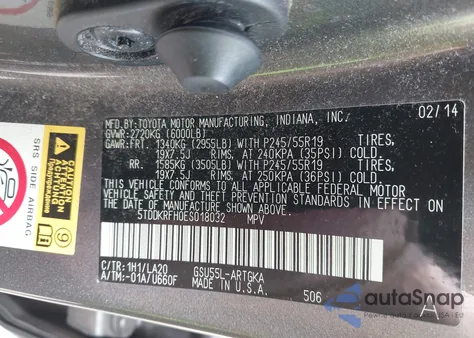 MFD.BY:TOYOTA MOTOR MANUFACTURING, INDIANA, INC. 02/14
GVWR:2720KG (6000LB)
GAWR:FRT. 1340KG (2955LB) WITH P245/55R19 TIRES,
19X7.5J RIMS, AT 240KPA (35PSI) COLD.
RR. 1585KG (3505LB) WITH P245/55R19 TIRES,
19X7.5J RIMS, AT 250KPA (36PSI) COLD.
THIS VEHICLE CONFORMS TO ALL APPLICABLE FEDERAL MOTOR
VEHICLE SAFETY AND THEFT PREVENTION STANDARDS IN EFFECT ON
THE DATE OF MANUFACTURE SHOWN ABOVE.
5TDDKRFH0ES018032 MPV
C/TR:1H1/LA20 GSU55L-ARTGKA
A/TM:-01A/U660F MADE IN U.S.A. 506 A
SRS SIDE AIRBAG
9
autoSnap